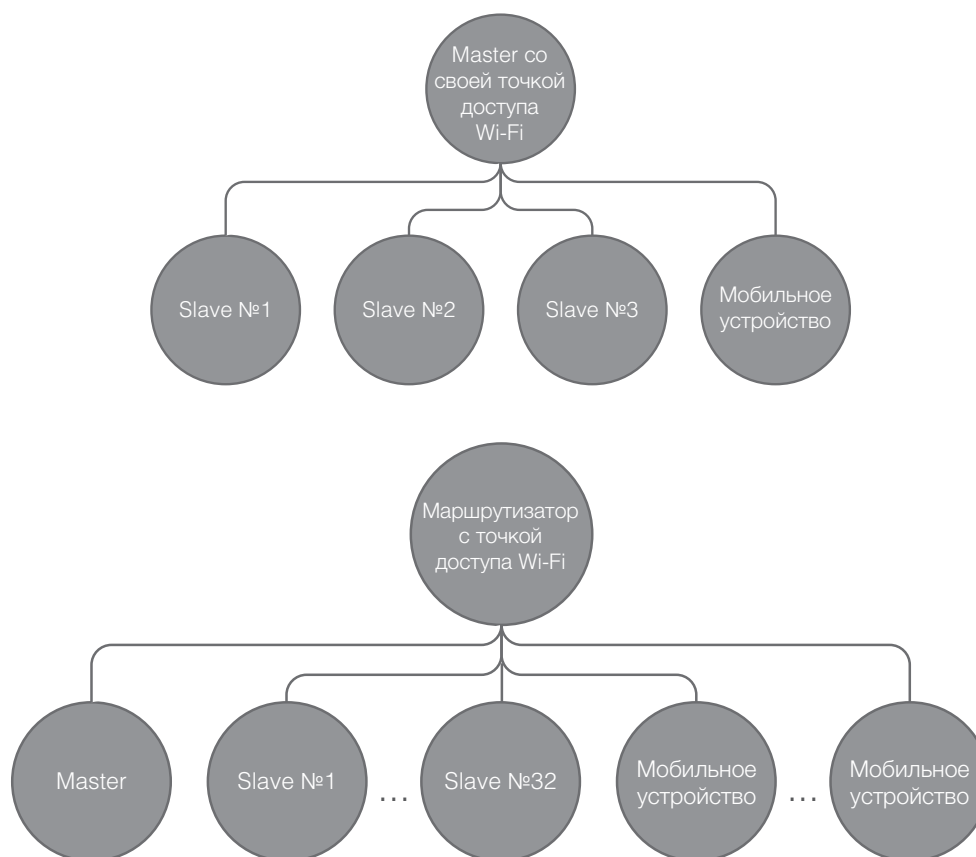 Master со
своей точкой
доступа
Wi-Fi
Slave №1
Slave №2
Slave №3
Мобильное
устройство
Маршрутизатор
с точкой
доступа Wi-Fi
Master
Slave №1
...
Slave №32
Мобильное
устройство
...
Мобильное
устройство